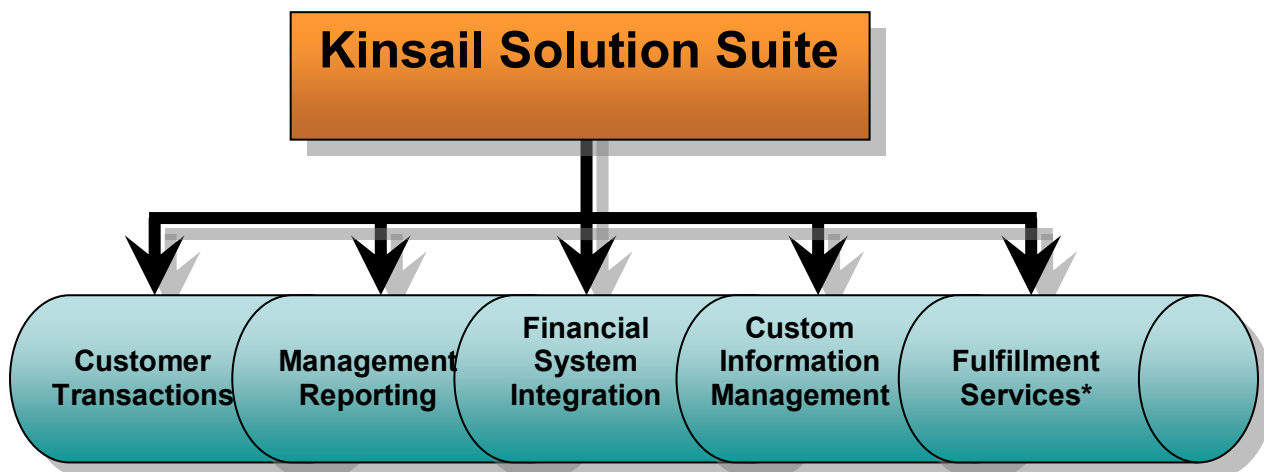 Kinsail Solution Suite
Customer
Transactions
Management
Reporting
Financial
System
Integration
Custom
Information
Management
Fulfillment
Services*